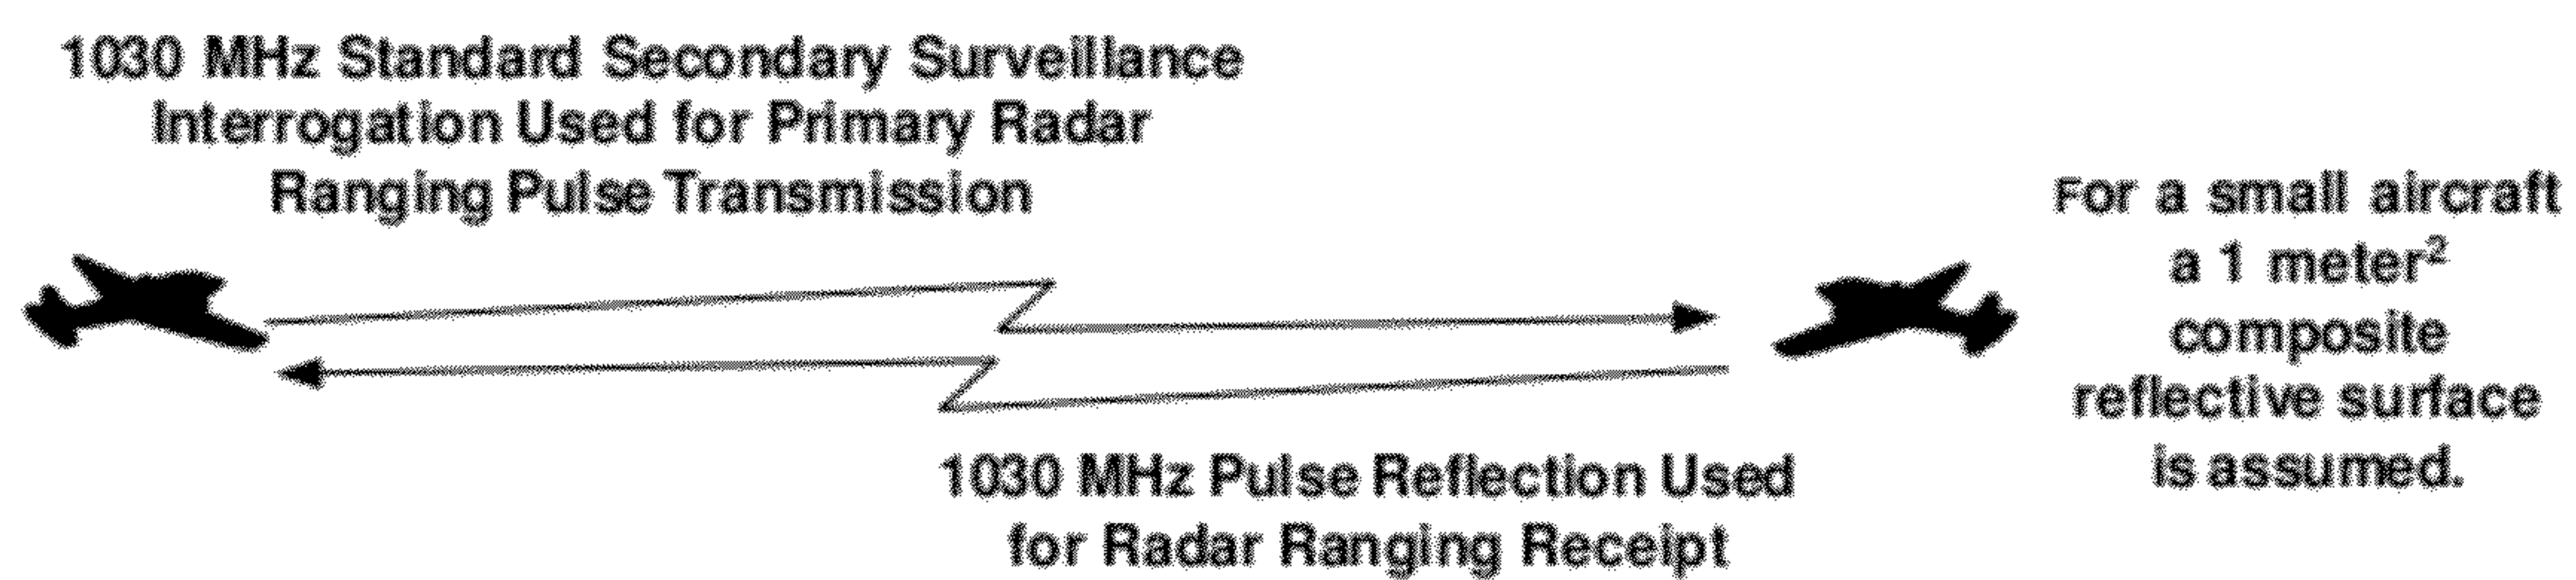 1030 MHz Standard Secondary Surveillance
Interrogation Used for Primary Radar
Ranging Pulse Transmission
For a small aircraft
a 1 meter²
composite
reflective surface
is assumed.
1030 MHz Pulse Reflection Used
for Radar Ranging Receipt